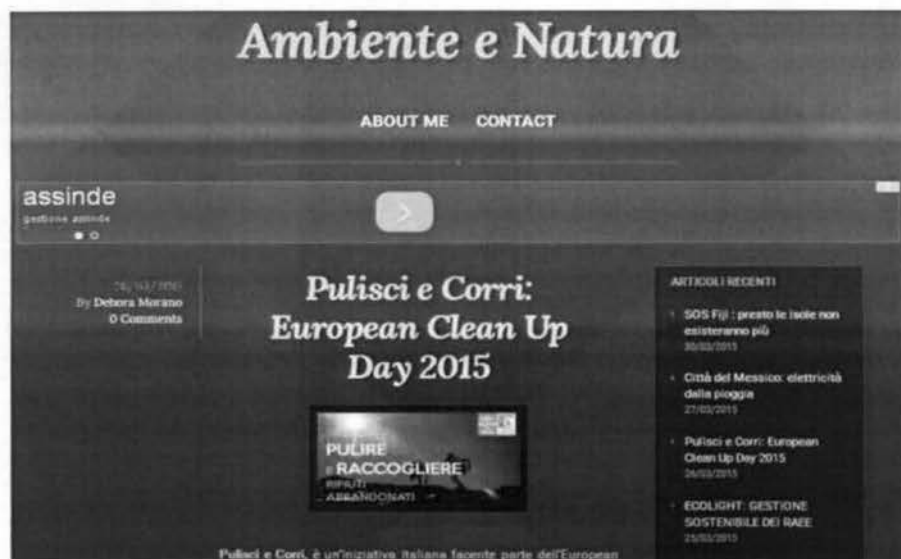 Ambiente e Natura
ABOUT ME CONTACT
assinde
gestione assinde
By Debora Morano
0 Comments
Pulisci e Corri:
European Clean Up
Day 2015
PULIRE
e RACCOGLIERE
RIFIUTI
ABBANDONATI
Pulisci e Corri, è un'iniziativa italiana facente parte dell'European
ARTICOLI RECENTI
SOS Fiji : presto le isole non
esisteranno più
30/03/2015
Città del Messico: elettricità
dalla pioggia
27/03/2015
Pulisci e Corri: European
Clean Up Day 2015
26/03/2015
ECOLIGHT: GESTIONE
SOSTENIBILE DEI RAEE
25/03/2015